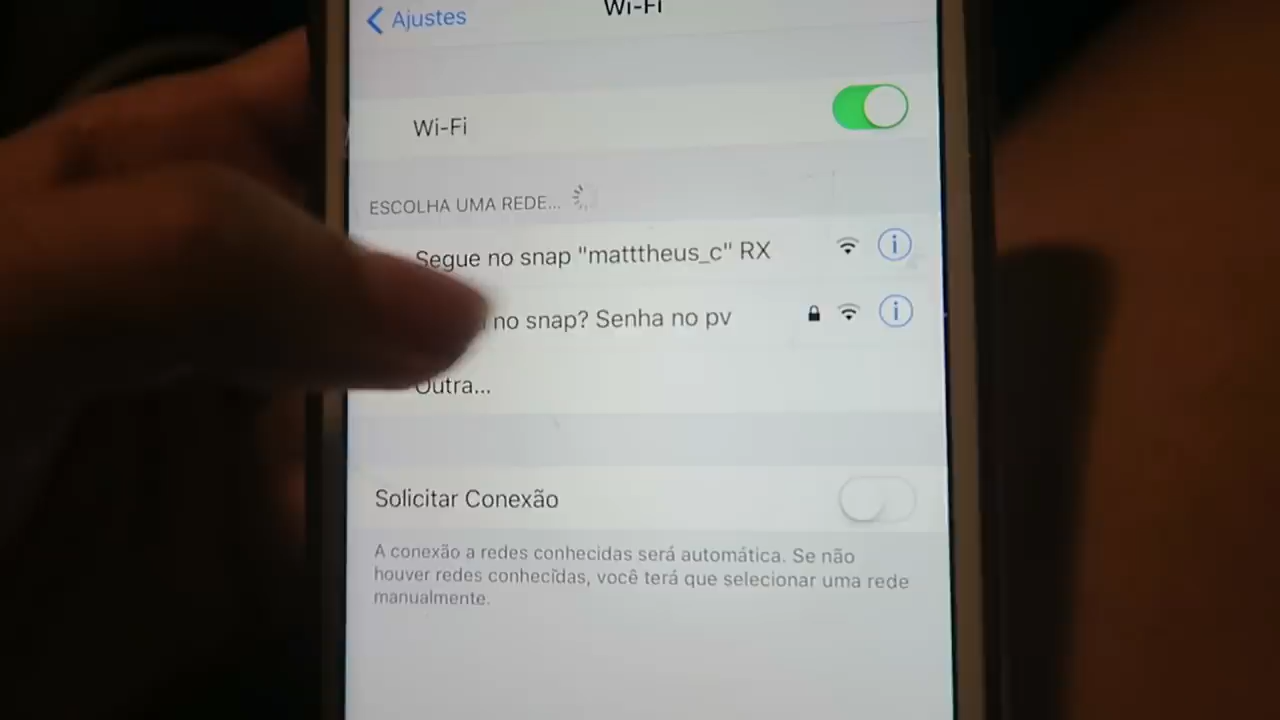 Ajustes
Wi-Fi
Wi-Fi
ESCOLHA UMA REDE...
Segue no snap "mattheus_c" RX
no snap? Senha no pv
Outra...
Solicitar Conexão
A conexão a redes conhecidas será automática. Se não
houver redes conhecidas, você terá que selecionar uma rede
manualmente.